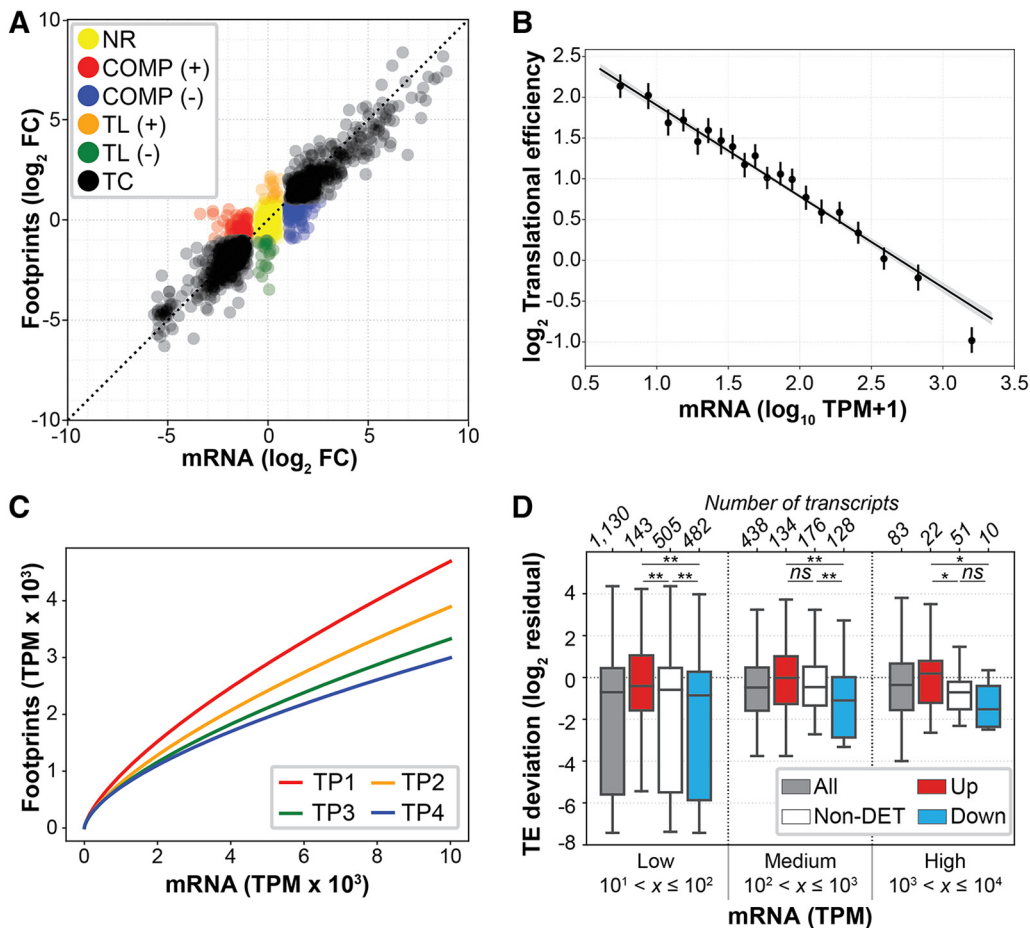 A
10
5
0
-5
-10
-10
-5
0
5
10
Footprints (log2 FC)
mRNA (log2 FC)
NR
COMP (+)
COMP (-)
TL (+)
TL (-)
TC
B
2.5
2.0
1.5
1.0
0.5
0.0
-0.5
-1.0
0.5
1.0
1.5
2.0
2.5
3.0
3.5
log2 Translational efficiency
mRNA (log10 TPM+1)
C
4
3
2
1
0
0
2
4
6
8
10
Footprints (TPM x 10³)
mRNA (TPM x 10³)
TP1
TP2
TP3
TP4
D
Number of transcripts
1,130
143
505
482
438
134
176
128
83
22
51
10
**
**
**
**
ns
**
*
*
ns
4
2
0
-2
-4
-6
-8
TE deviation (log2 residual)
All
Up
Non-DET
Down
Low
Medium
High
10¹ < x ≤ 10²
10² < x ≤ 10³
10³ < x ≤ 10⁴
mRNA (TPM)